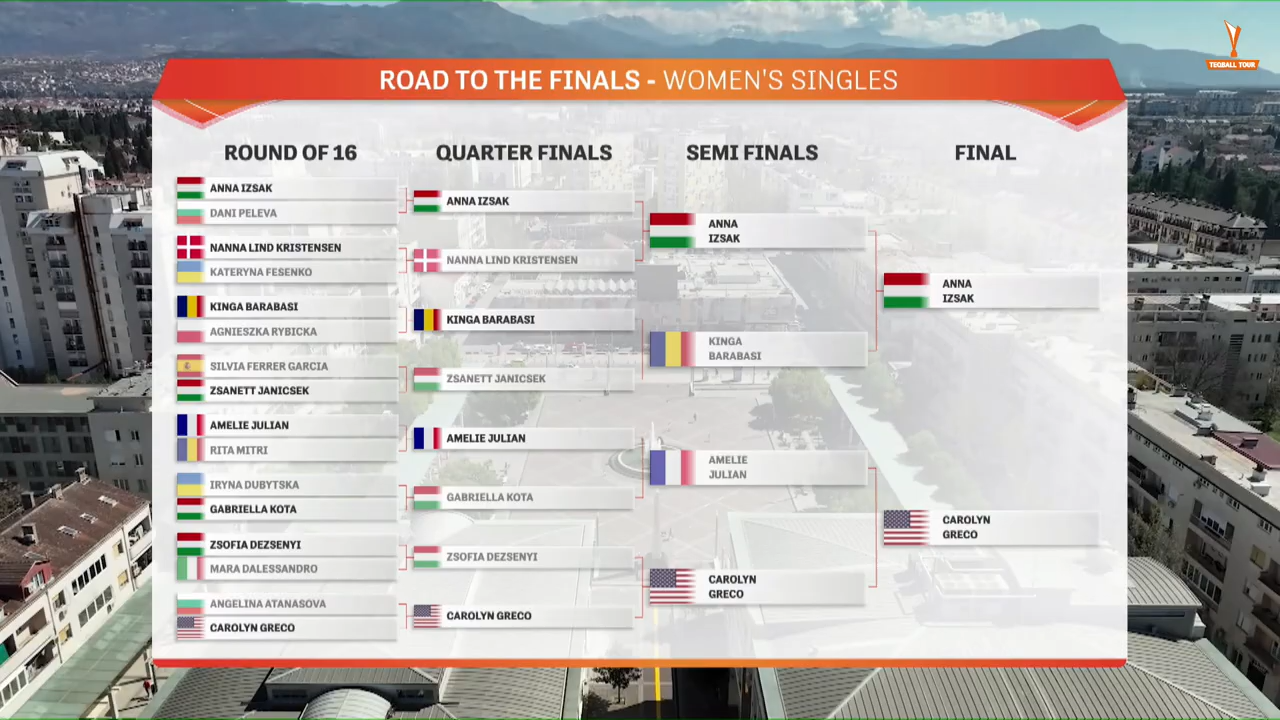 TEQBALL TOUR
ROAD TO THE FINALS - WOMEN'S SINGLES
ROUND OF 16
QUARTER FINALS
SEMI FINALS
FINAL
ANNA IZSAK
DANI PELEVA
NANNA LIND KRISTENSEN
KATERYNA FESENKO
KINGA BARABASI
AGNIESZKA RYBICKA
SILVIA FERRER GARCIA
ZSANETT JANICSEK
AMELIE JULIAN
RITA MITRI
IRYNA DUBYTSKA
GABRIELLA KOTA
ZSOFIA DEZSENYI
MARA DALESSANDRO
ANGELINA ATANASOVA
CAROLYN GRECO
ANNA IZSAK
NANNA LIND KRISTENSEN
KINGA BARABASI
ZSANETT JANICSEK
AMELIE JULIAN
GABRIELLA KOTA
ZSOFIA DEZSENYI
CAROLYN GRECO
ANNA
IZSAK
KINGA
BARABASI
AMELIE
JULIAN
CAROLYN
GRECO
ANNA
IZSAK
CAROLYN
GRECO